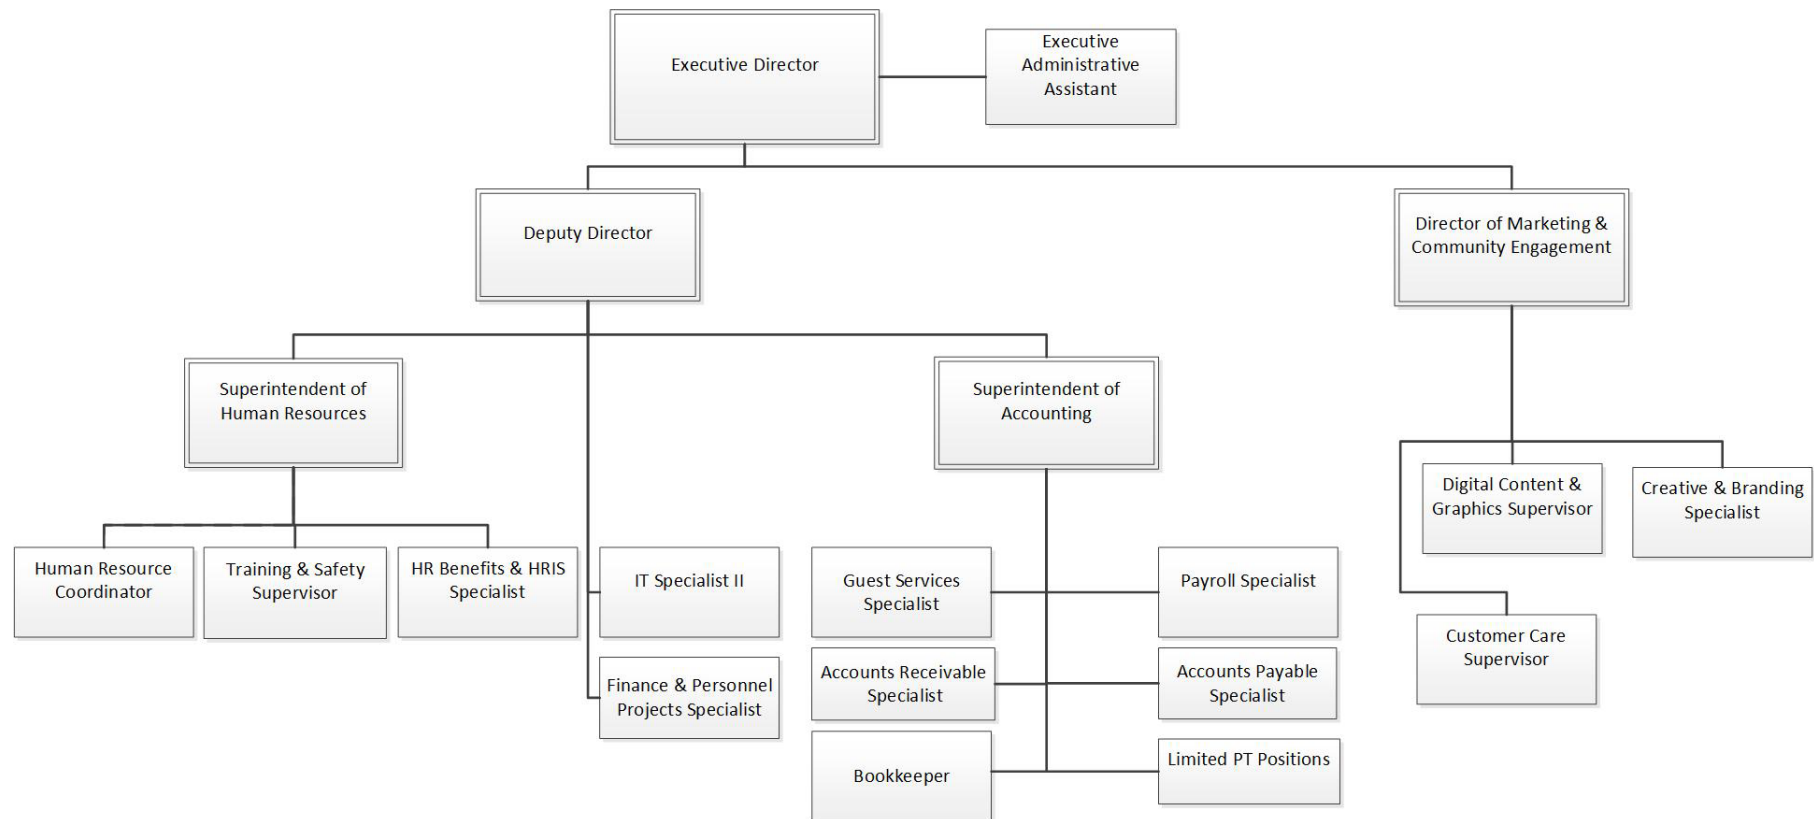 Executive Director
Executive
Administrative
Assistant
Deputy Director
Director of Marketing &
Community Engagement
Superintendent of
Human Resources
Superintendent of
Accounting
Digital Content &
Graphics Supervisor
Creative & Branding
Specialist
Human Resource
Coordinator
Training & Safety
Supervisor
HR Benefits & HRIS
Specialist
IT Specialist II
Guest Services
Specialist
Payroll Specialist
Customer Care
Supervisor
Finance & Personnel
Projects Specialist
Accounts Receivable
Specialist
Accounts Payable
Specialist
Bookkeeper
Limited PT Positions